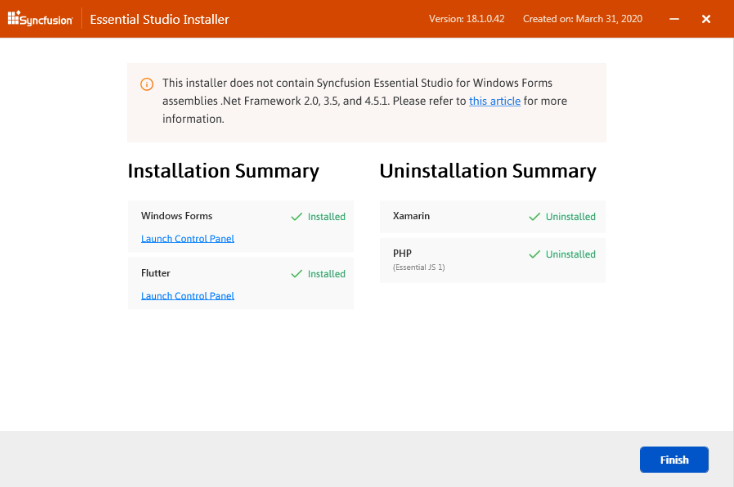 Syncfusion Essential Studio Installer Version: 18.1.0.42 Created on: March 31, 2020
This installer does not contain Syncfusion Essential Studio for Windows Forms
assemblies .Net Framework 2.0, 3.5, and 4.5.1. Please refer to this article for more
information.
Installation Summary
Windows Forms Installed
Launch Control Panel
Flutter Installed
Launch Control Panel
Uninstallation Summary
Xamarin Uninstalled
PHP Uninstalled
(Essential JS 1)
Finish